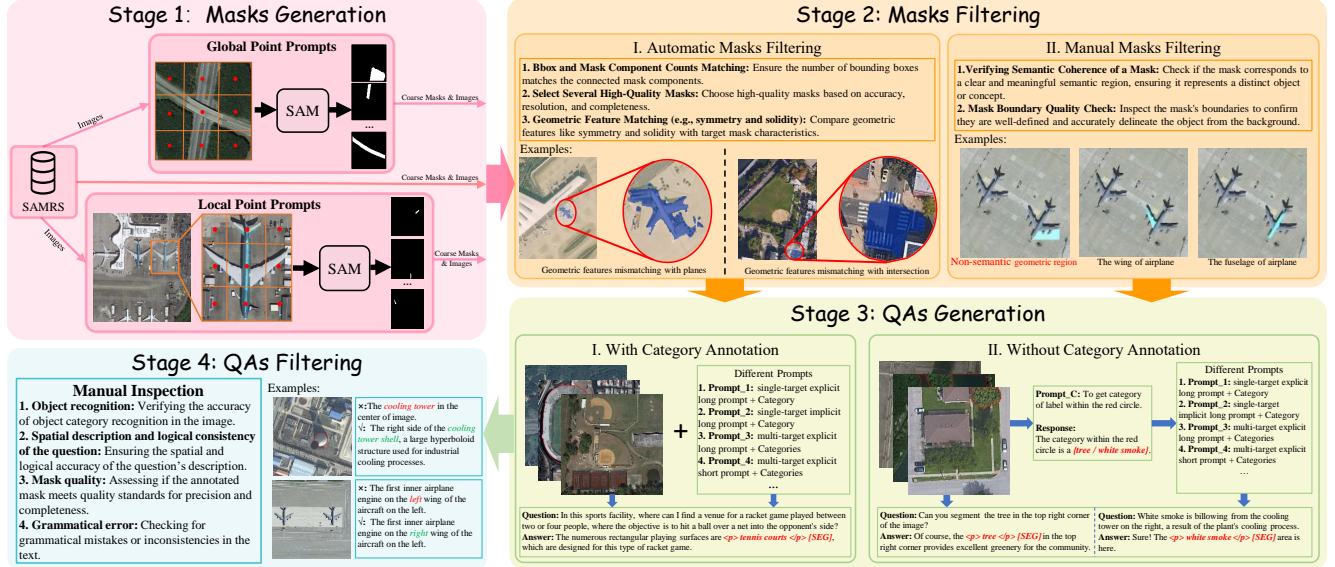 Stage 1: Masks Generation
Global Point Prompts
SAM
...
Coarse Masks & Images
Images
SAMRS
Coarse Masks & Images
Images
Local Point Prompts
SAM
...
Coarse Masks
& Images
Stage 2: Masks Filtering
I. Automatic Masks Filtering
1. Bbox and Mask Component Counts Matching: Ensure the number of bounding boxes
matches the connected mask components.
2. Select Several High-Quality Masks: Choose high-quality masks based on accuracy,
resolution, and completeness.
3. Geometric Feature Matching (e.g., symmetry and solidity): Compare geometric
features like symmetry and solidity with target mask characteristics.
Examples:
Geometric features mismatching with planes
Geometric features mismatching with intersection
II. Manual Masks Filtering
1.Verifying Semantic Coherence of a Mask: Check if the mask corresponds to
a clear and meaningful semantic region, ensuring it represents a distinct object
or concept.
2. Mask Boundary Quality Check: Inspect the mask's boundaries to confirm
they are well-defined and accurately delineate the object from the background.
Examples:
Non-semantic geometric region
The wing of airplane
The fuselage of airplane
Stage 3: QAs Generation
I. With Category Annotation
+
Different Prompts
1. Prompt_1: single-target explicit
long prompt + Category
2. Prompt_2: single-target implicit
long prompt + Category
3. Prompt_3: multi-target explicit
long prompt + Categories
4. Prompt_4: multi-target explicit
short prompt + Categories
...
Question: In this sports facility, where can I find a venue for a racket game played between
two or four people, where the objective is to hit a ball over a net into the opponent's side?
Answer: The numerous rectangular playing surfaces are <p> tennis courts </p> [SEG],
which are designed for this type of racket game.
II. Without Category Annotation
Prompt_C: To get category
of label within the red circle.
Response:
The category within the red
circle is a {tree / white smoke}.
Different Prompts
1. Prompt_1: single-target explicit
long prompt + Category
2. Prompt_2: single-target
implicit long prompt + Category
3. Prompt_3: multi-target explicit
long prompt + Categories
4. Prompt_4: multi-target explicit
short prompt + Categories
...
Question: Can you segment the tree in the top right corner
of the image?
Answer: Of course, the <p> tree </p> [SEG] in the top
right corner provides excellent greenery for the community.
Question: White smoke is billowing from the cooling
tower on the right, a result of the plant's cooling process.
Answer: Sure! The <p> white smoke </p> [SEG] area is
here.
Stage 4: QAs Filtering
Manual Inspection
1. Object recognition: Verifying the accuracy
of object category recognition in the image.
2. Spatial description and logical consistency
of the question: Ensuring the spatial and
logical accuracy of the question's description.
3. Mask quality: Assessing if the annotated
mask meets quality standards for precision and
completeness.
4. Grammatical error: Checking for
grammatical mistakes or inconsistencies in the
text.
Examples:
×:The cooling tower in the
center of image.
√: The right side of the cooling
tower shell, a large hyperboloid
structure used for industrial
cooling processes.
×: The first inner airplane
engine on the left wing of the
aircraft on the left.
√: The first inner airplane
engine on the right wing of the
aircraft on the left.